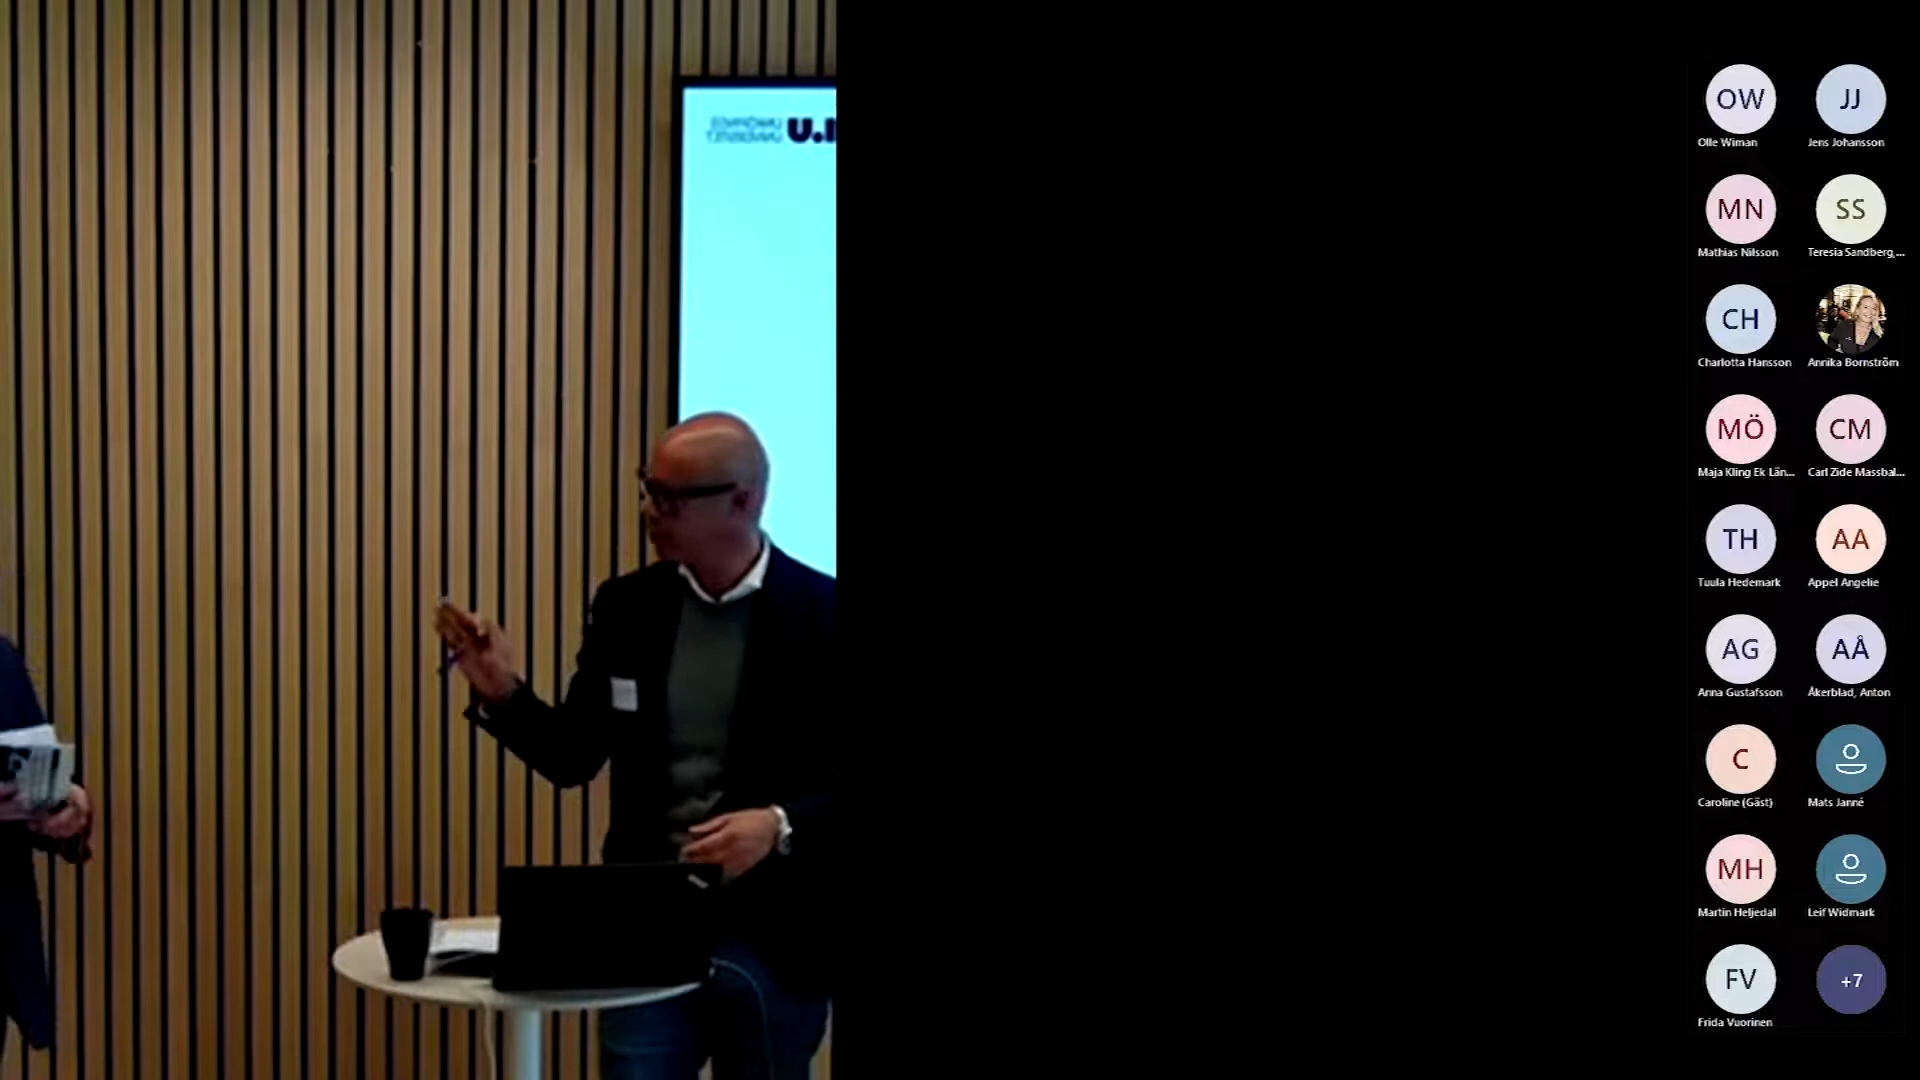 OW
JJ
Olle Wiman
Jens Johansson
MN
SS
Mathias Nilsson
Teresia Sandberg,...
CH
Charlotta Hansson
Annika Bornström
MÖ
CM
Maja Kling Ek Län...
Carl Zide Massbal...
TH
AA
Tuula Hedemark
Appel Angelie
AG
AÅ
Anna Gustafsson
Åkerblad, Anton
C
Caroline (Gäst)
Mats Janné
MH
Martin Heljedal
Leif Widmark
FV
+7
Frida Vuorinen